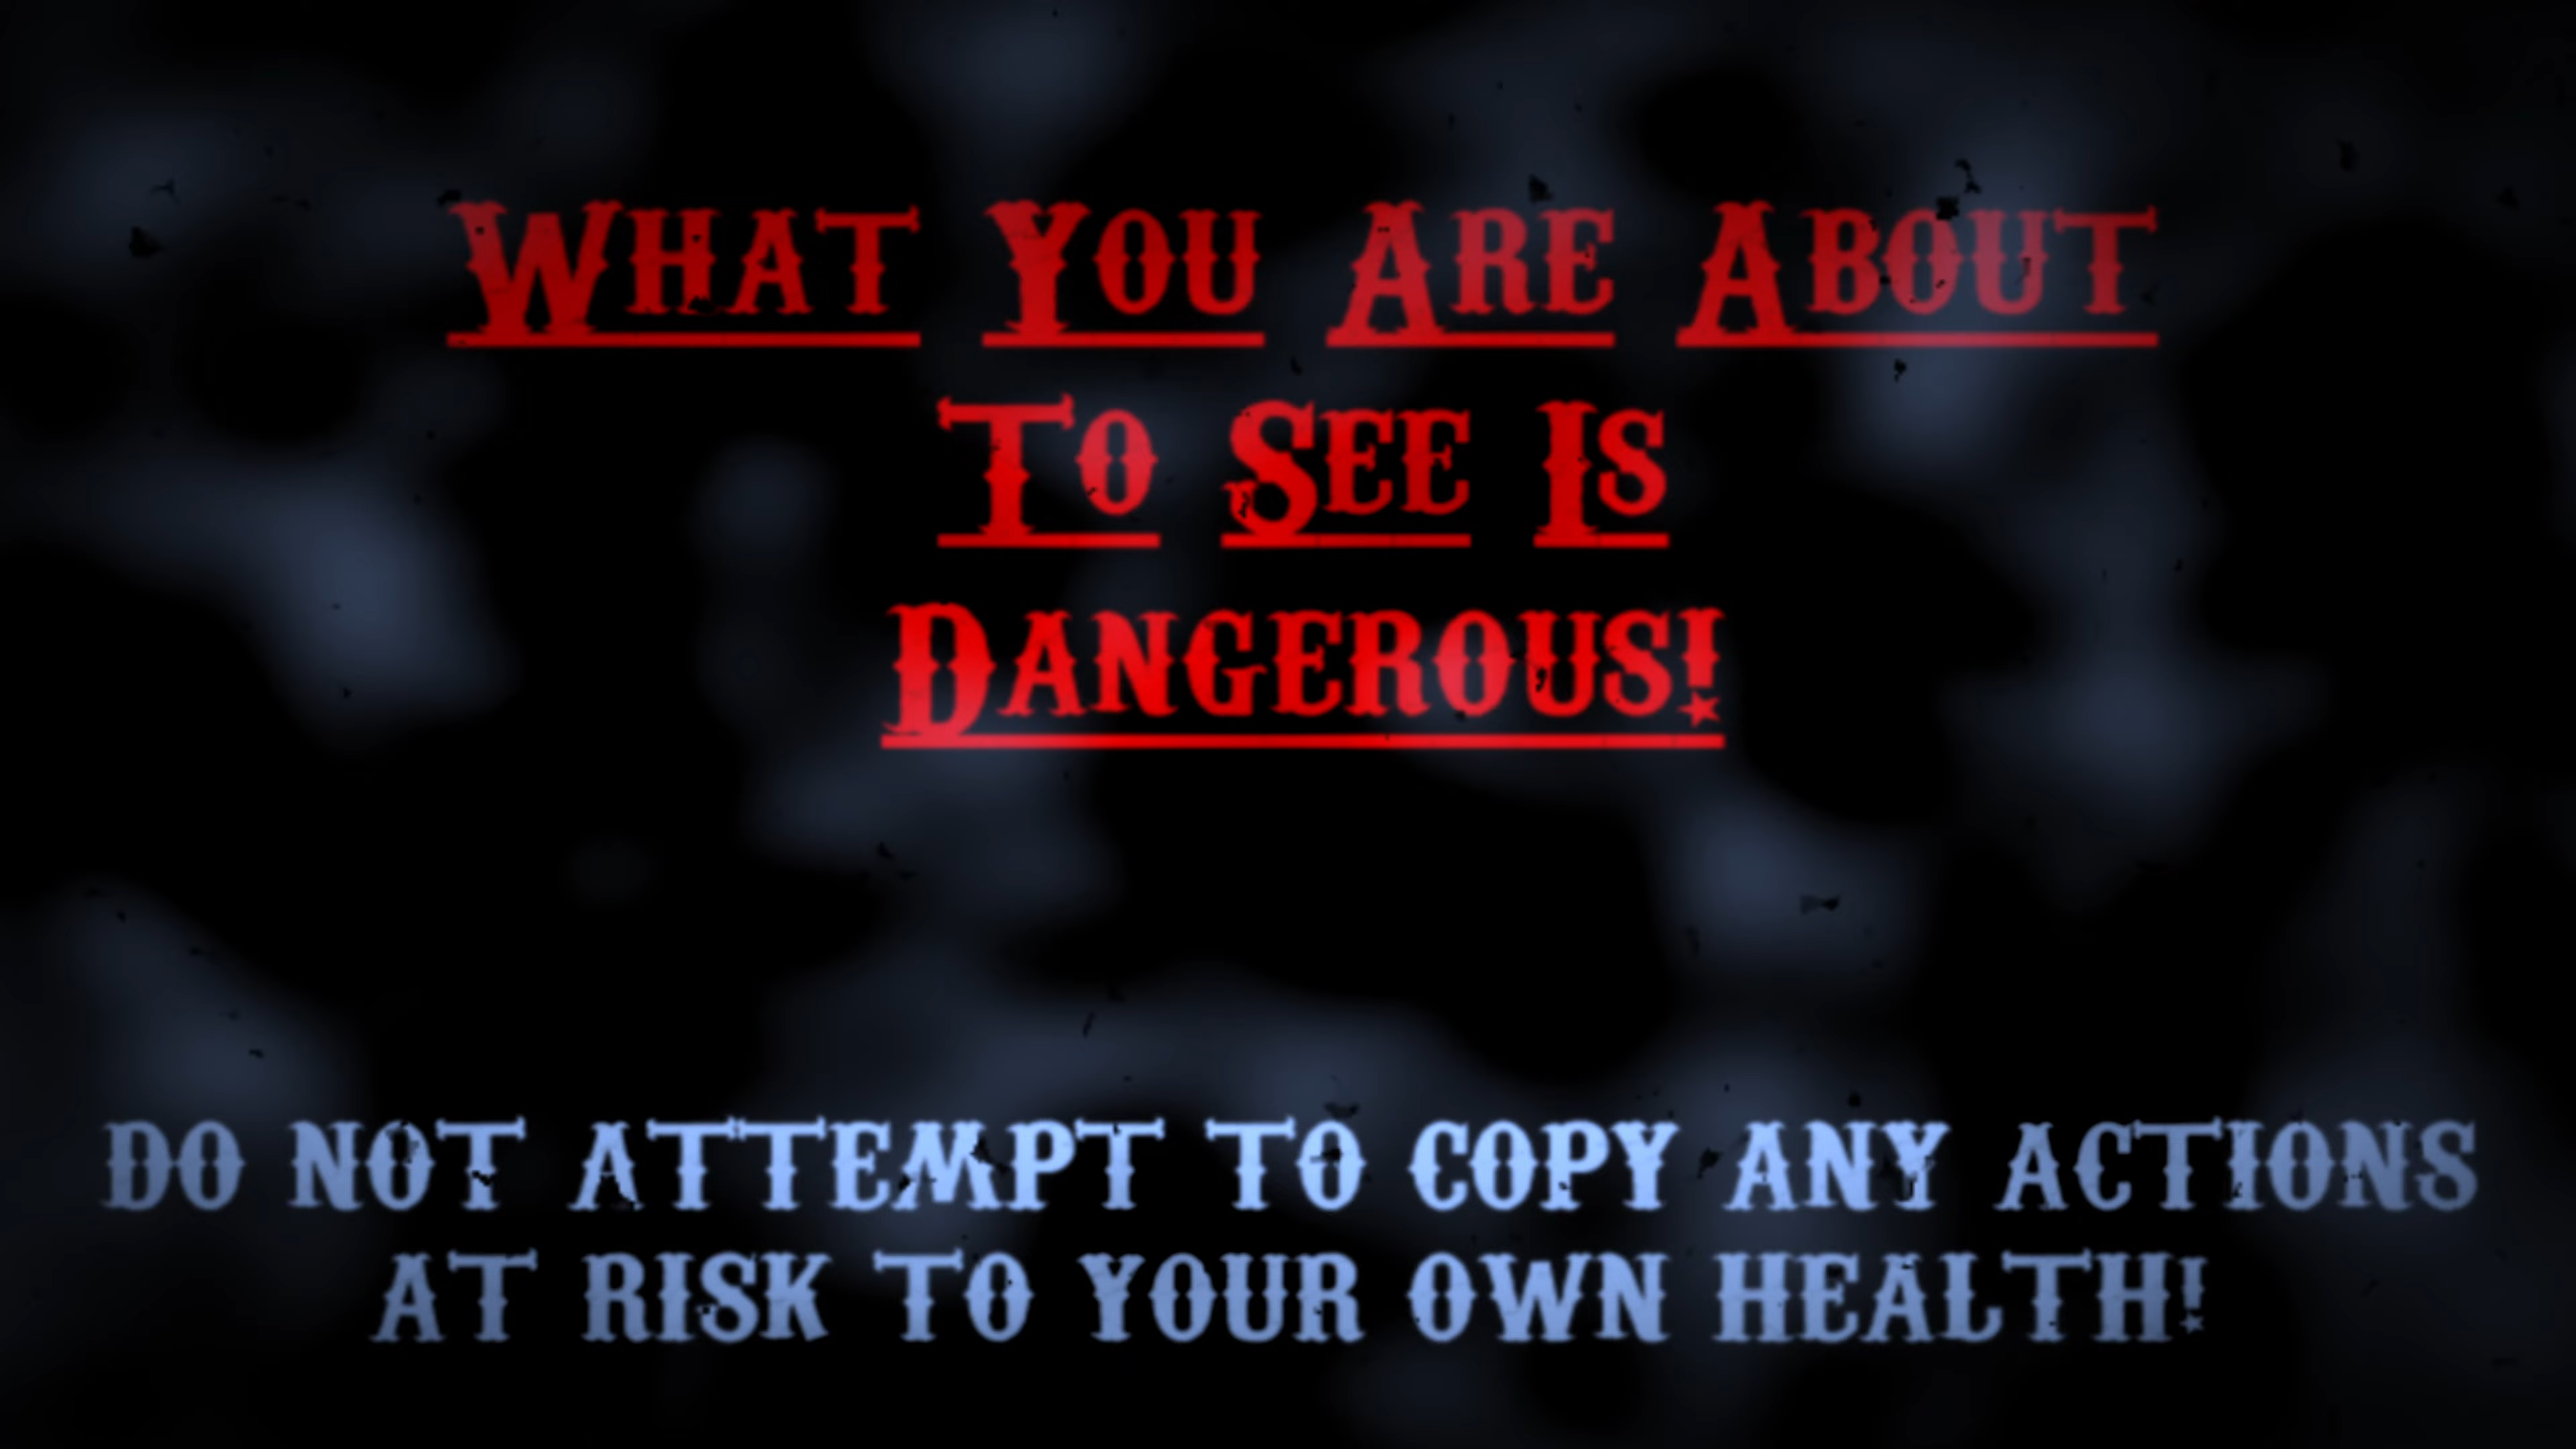 What You Are About
To See Is
Dangerous!
DO NOT ATTEMPT TO COPY ANY ACTIONS
AT RISK TO YOUR OWN HEALTH!